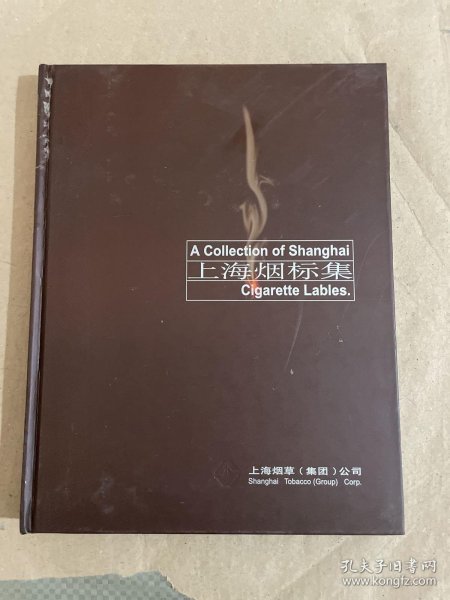 A Collection of Shanghai
上海烟标集
Cigarette Lables.
上海烟草（集团）公司
Shanghai Tobacco (Group) Corp.
孔夫子旧书网
www.kongfz.com